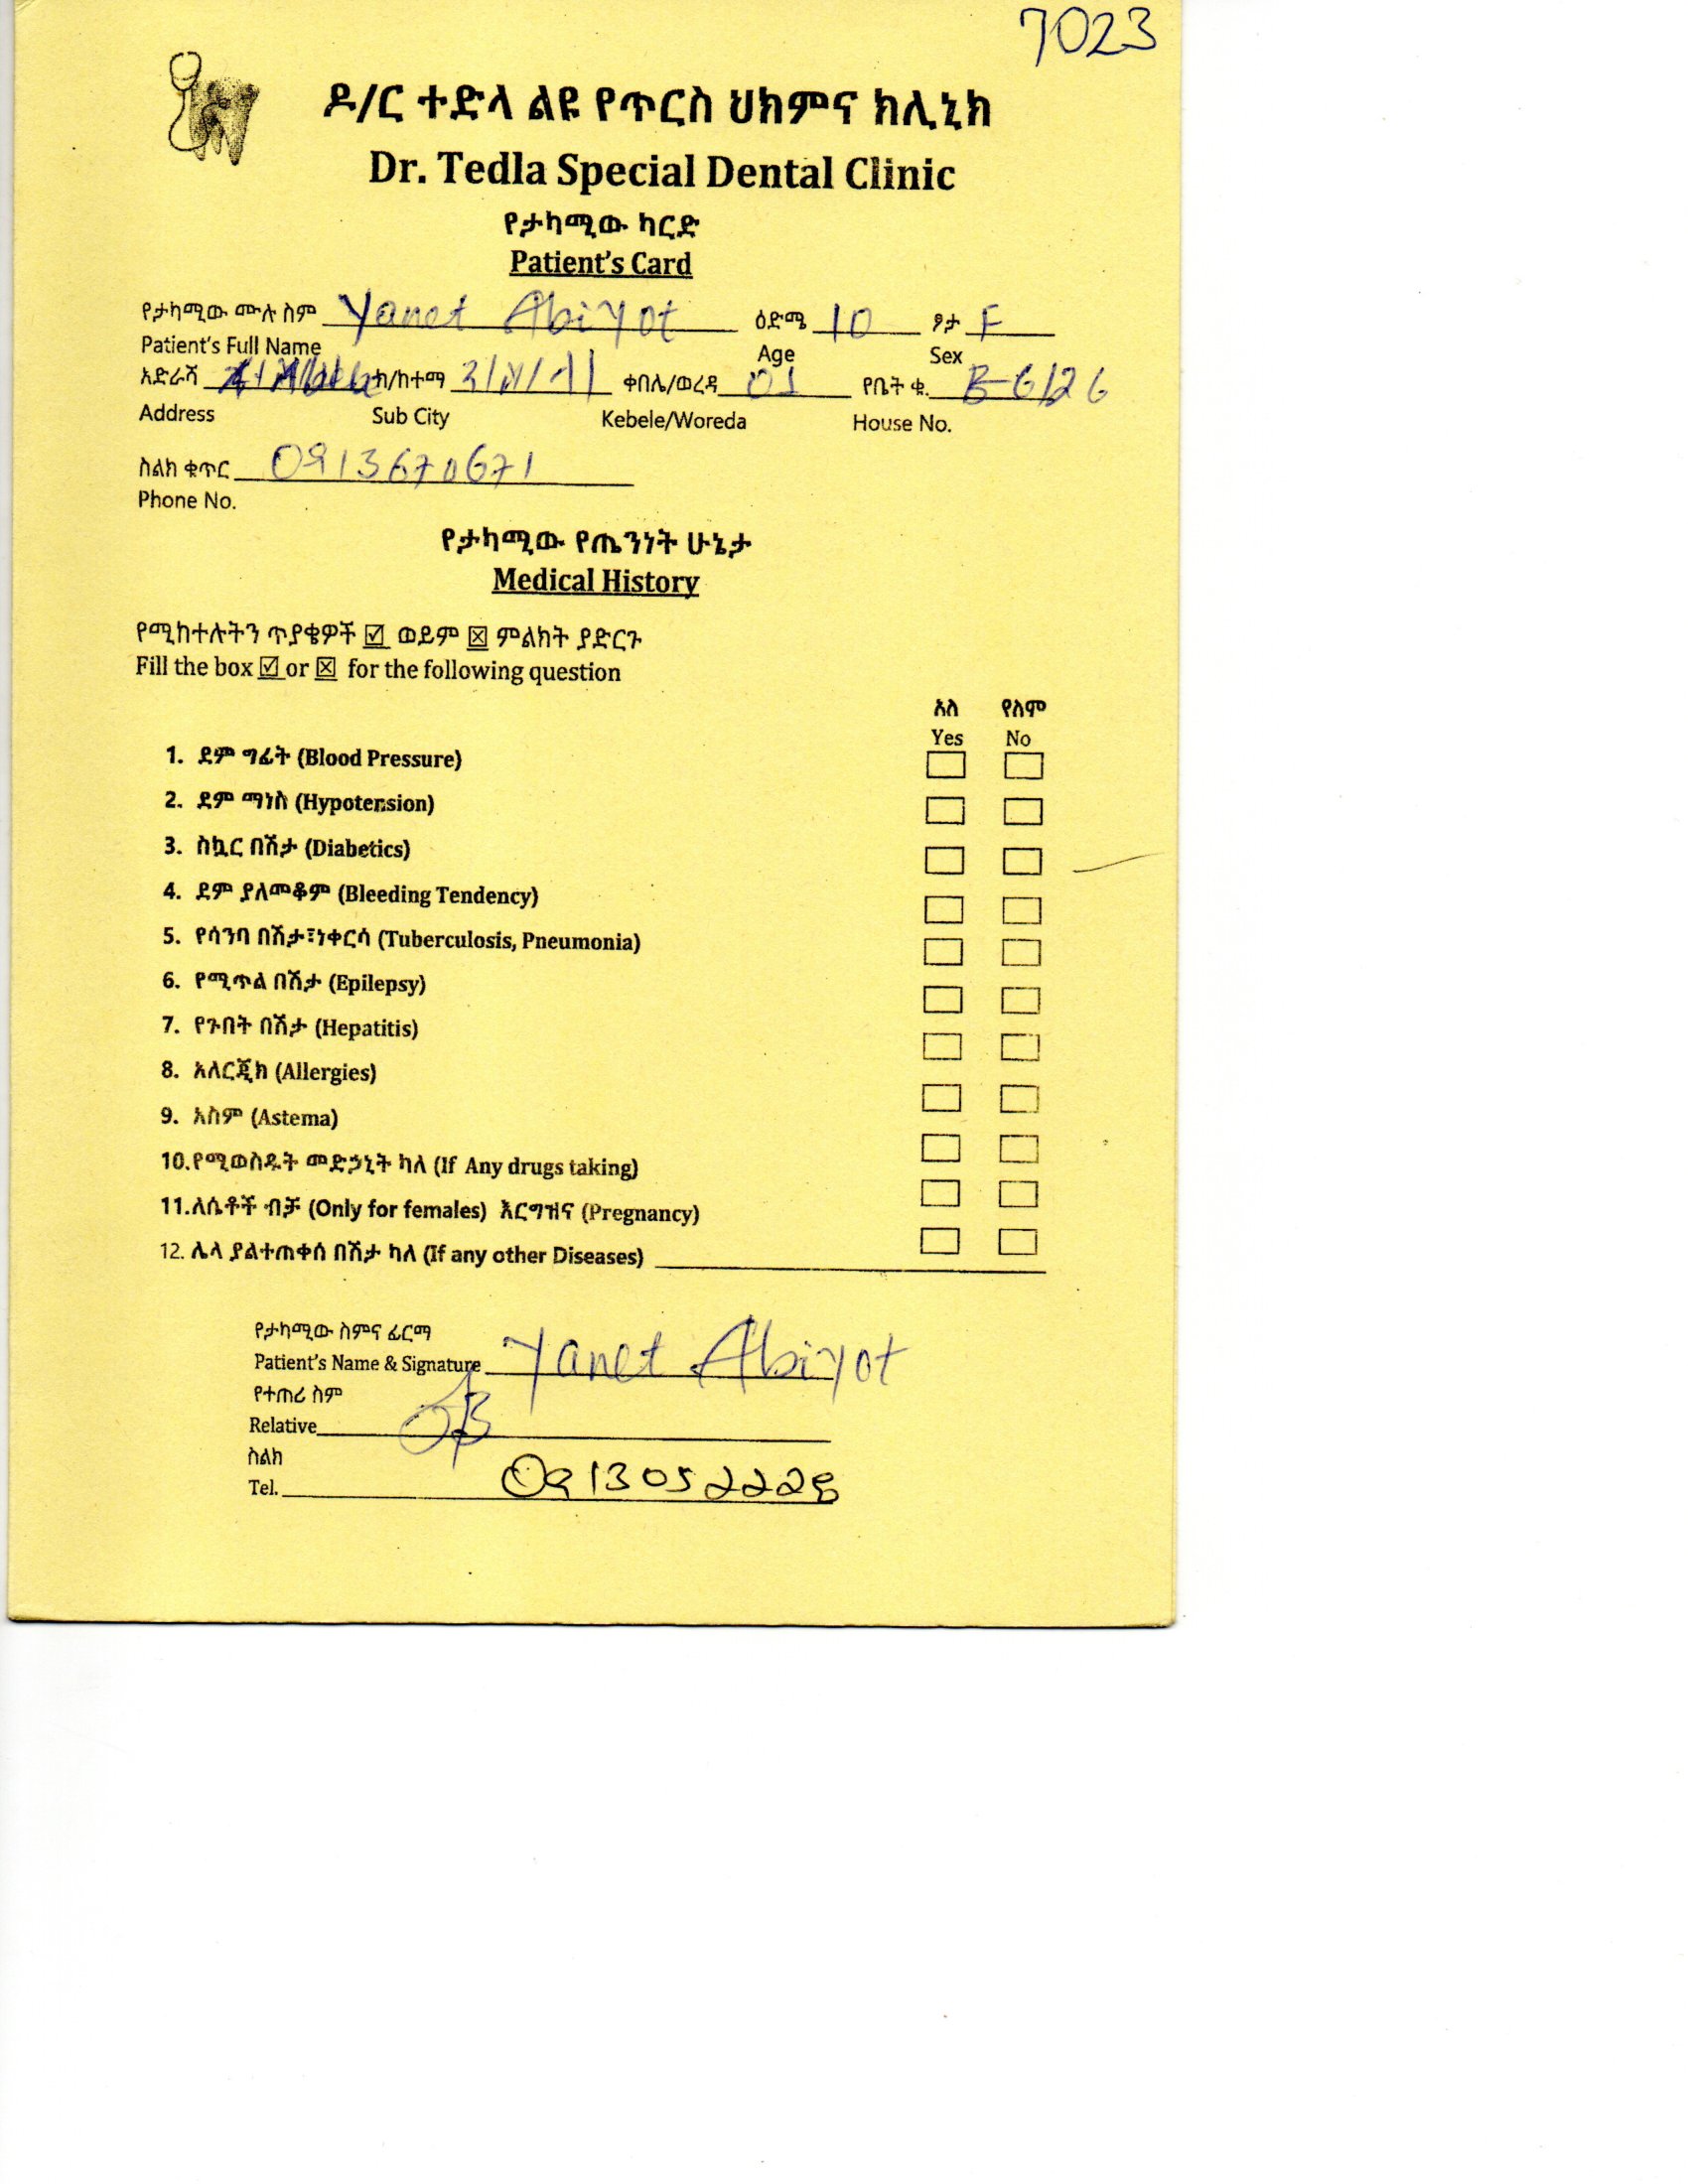 7023
ዶ/ር ተድላ ልዩ የጥርስ ህክምና ክሊኒክ
Dr. Tedla Special Dental Clinic
የታካሚው ካርድ
Patient's Card
የታካሚው ሙሉ ስም Yanet Abiyot ዕድሜ 10 ፆታ F
Patient's Full Name Age Sex
አድራሻ ክ/ከተማ ቀበሌ/ወረዳ 01 የቤት ቁ. B-6/26
Address Sub City Kebele/Woreda House No.
ስልክ ቁጥር 0913670671
Phone No.
የታካሚው የጤንነት ሁኔታ
Medical History
የሚከተሉትን ጥያቄዎች ☑ ወይም ☒ ምልክት ያድርጉ
Fill the box ☑ or ☒ for the following question
አለ የለም
Yes No
1. ደም ግፊት (Blood Pressure)
2. ደም ማነስ (Hypotension)
3. ስኳር በሽታ (Diabetics)
4. ደም ያለመቆም (Bleeding Tendency)
5. የሳንባ በሽታ፣ነቀርሳ (Tuberculosis, Pneumonia)
6. የሚጥል በሽታ (Epilepsy)
7. የጉበት በሽታ (Hepatitis)
8. አለርጂክ (Allergies)
9. አስም (Astema)
10.የሚወስዱት መድኃኒት ካለ (If Any drugs taking)
11.ለሴቶች ብቻ (Only for females) እርግዝና (Pregnancy)
12. ሌላ ያልተጠቀሰ በሽታ ካለ (If any other Diseases)
የታካሚው ስምና ፊርማ
Patient's Name & Signature Yanet Abiyot
የተጠሪ ስም
Relative
ስልክ
Tel. 0913052228